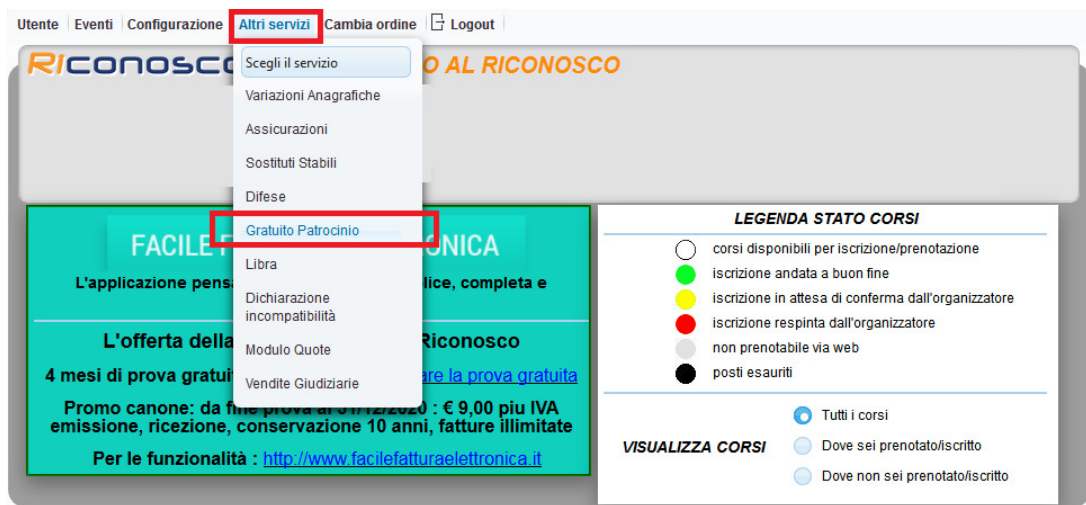 Utente Eventi Configurazione Altri servizi Cambia ordine Logout
RICONOSCO O AL RICONOSCO
Scegli il servizio
Variazioni Anagrafiche
Assicurazioni
Sostituti Stabili
Difese
Gratuito Patrocinio
Libra
Dichiarazione
incompatibilità
Modulo Quote
Vendite Giudiziarie
FACILE F ONICA
L'applicazione pens lice, completa e
L'offerta della Riconosco
4 mesi di prova gratui are la prova gratuita
Promo canone: da fine prova al 31/12/2020 : € 9,00 piu IVA
emissione, ricezione, conservazione 10 anni, fatture illimitate
Per le funzionalità : http://www.facilefatturaelettronica.it
LEGENDA STATO CORSI
corsi disponibili per iscrizione/prenotazione
iscrizione andata a buon fine
iscrizione in attesa di conferma dall'organizzatore
iscrizione respinta dall'organizzatore
non prenotabile via web
posti esauriti
VISUALIZZA CORSI
Tutti i corsi
Dove sei prenotato/iscritto
Dove non sei prenotato/iscritto